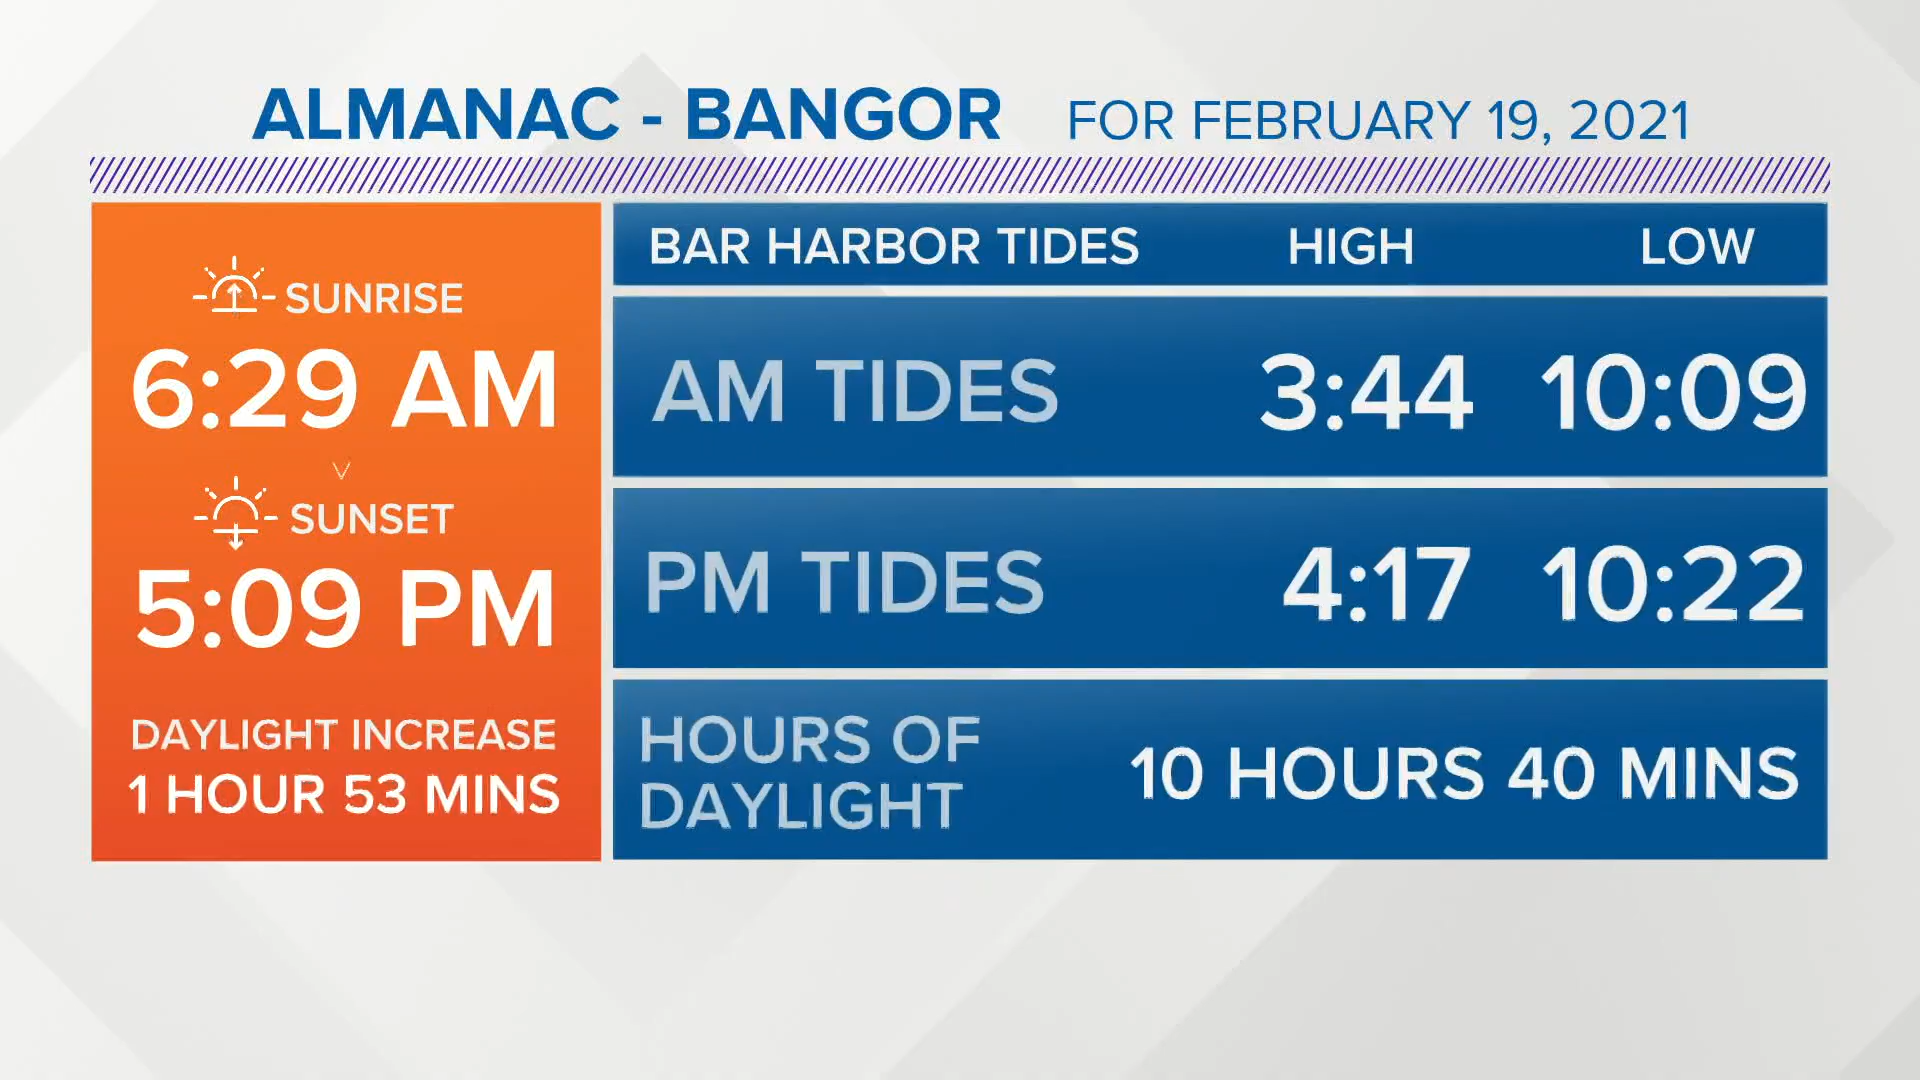 ALMANAC - BANGOR FOR FEBRUARY 19, 2021
SUNRISE
6:29 AM
SUNSET
5:09 PM
DAYLIGHT INCREASE
1 HOUR 53 MINS
BAR HARBOR TIDES HIGH LOW
AM TIDES 3:44 10:09
PM TIDES 4:17 10:22
HOURS OF
DAYLIGHT
10 HOURS 40 MINS